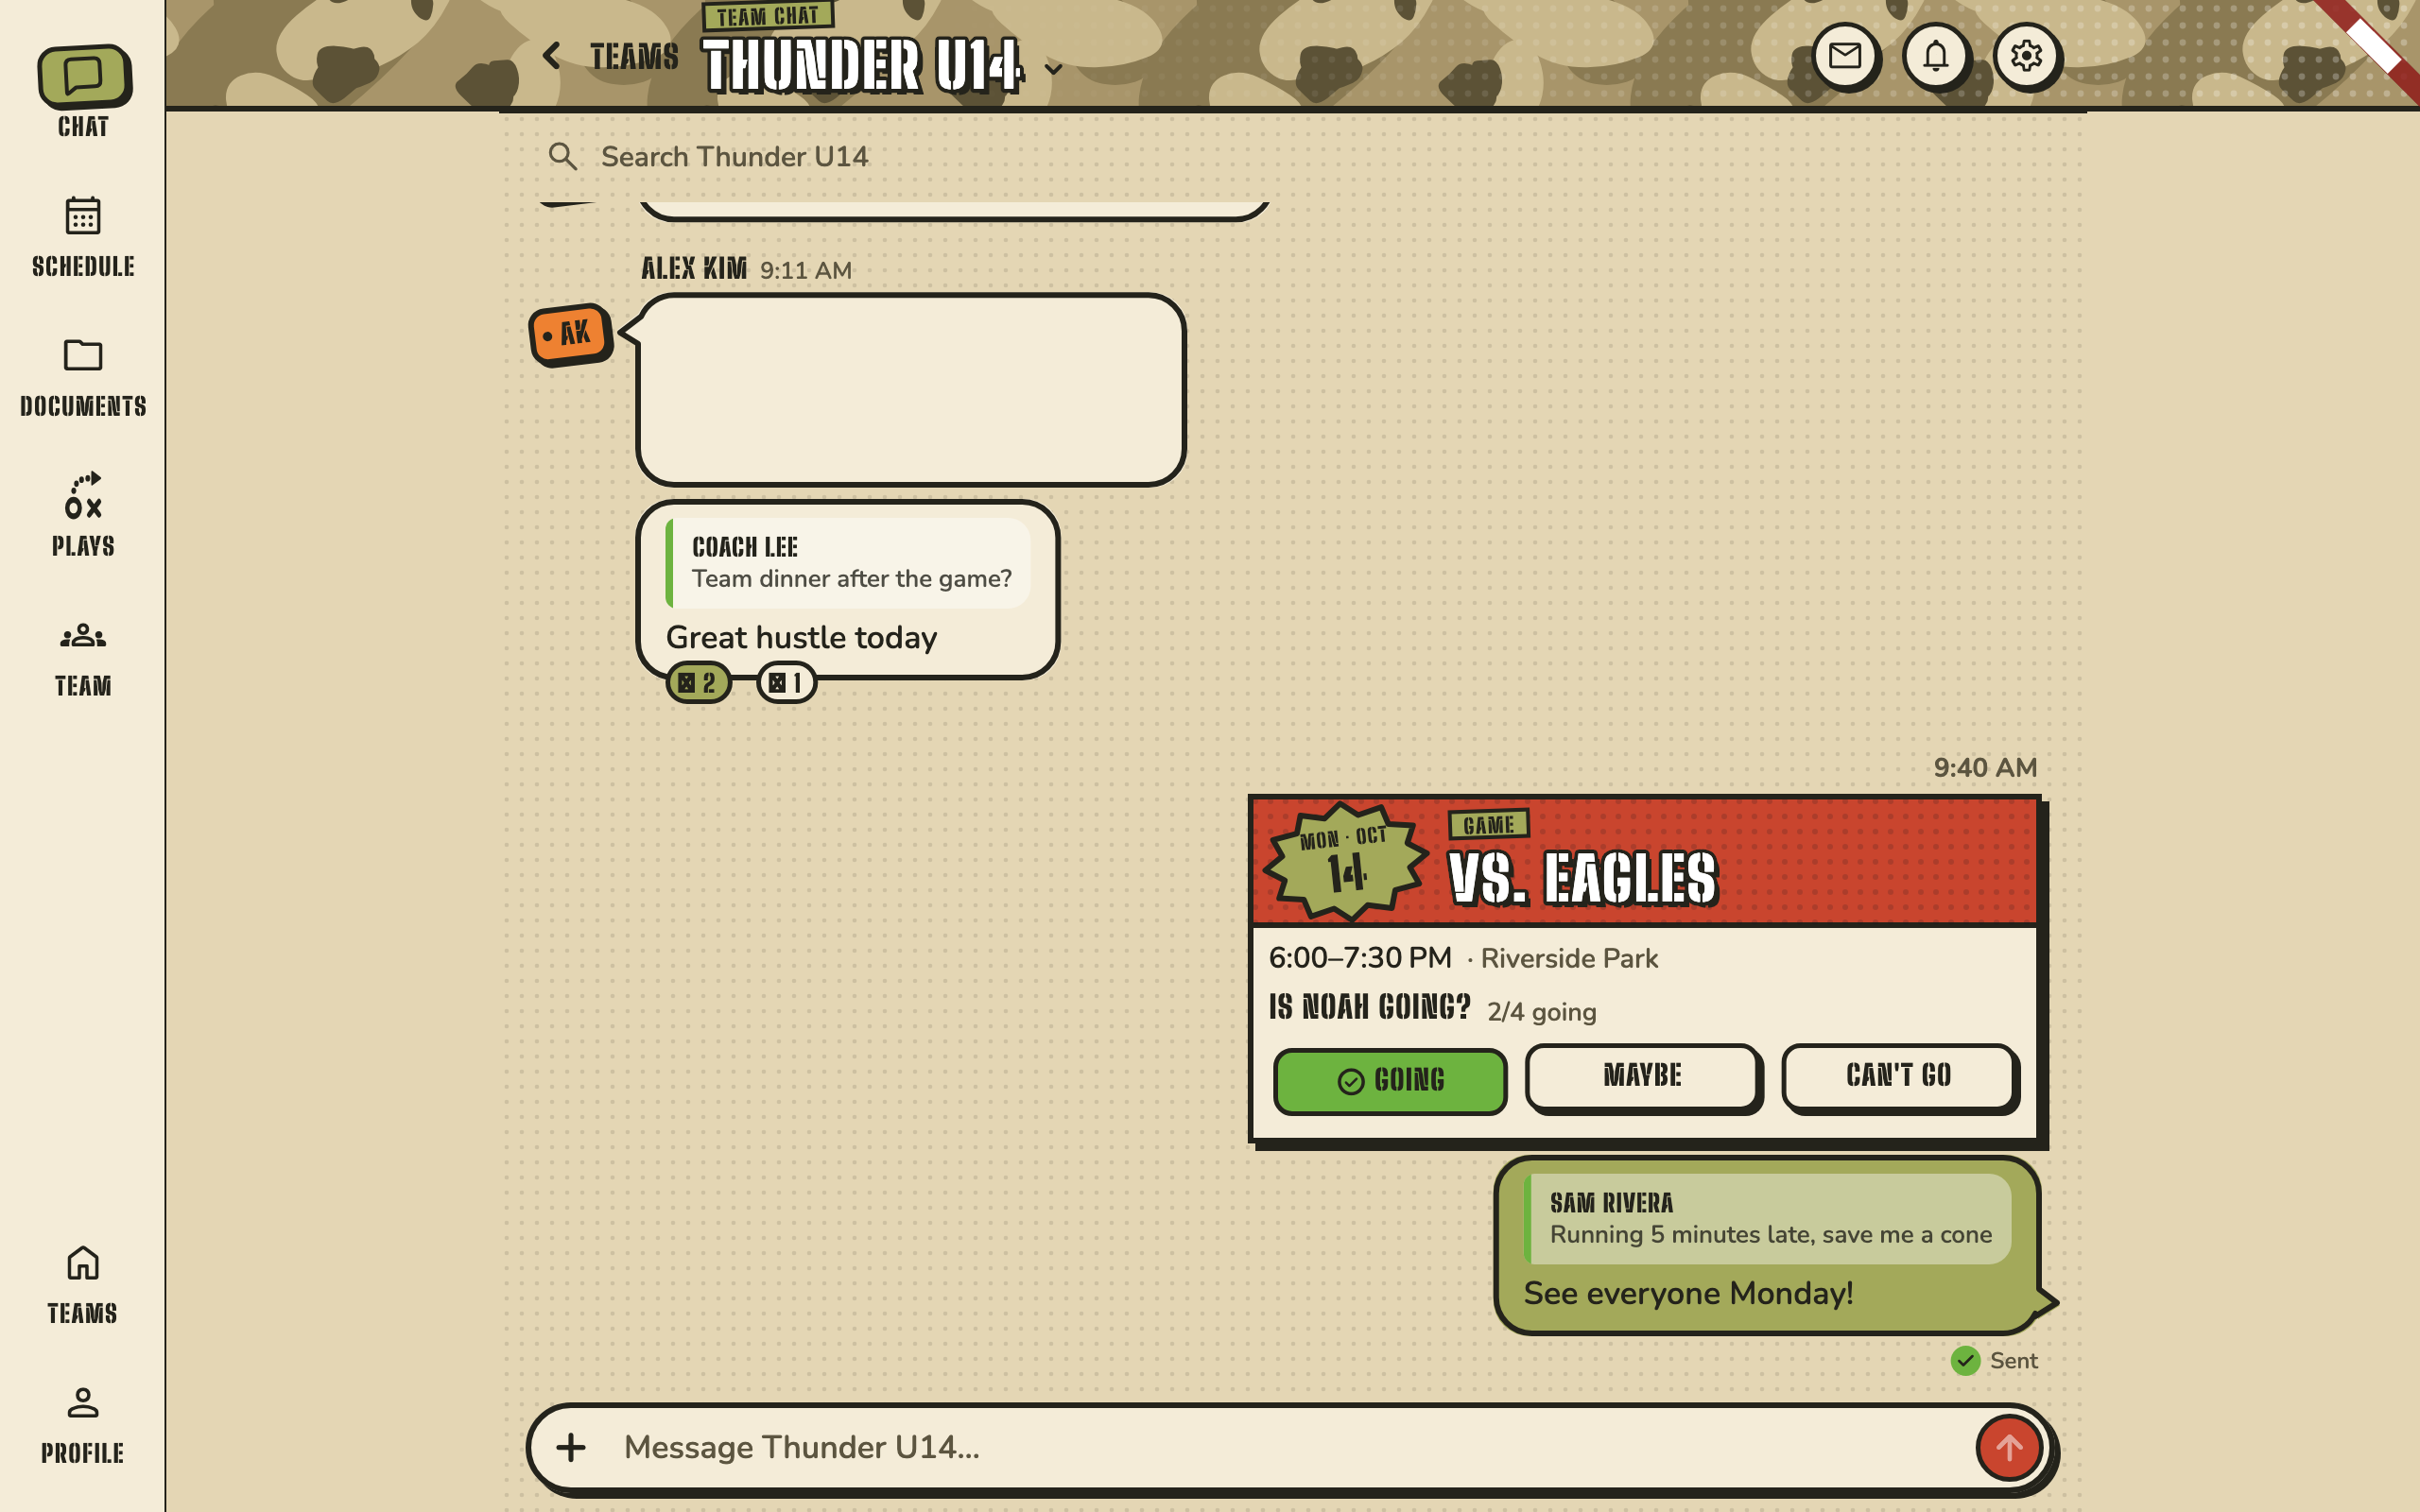 TEAM CHAT
TEAMS
THUNDER U14
CHAT
SCHEDULE
DOCUMENTS
PLAYS
TEAM
TEAMS
PROFILE
Search Thunder U14
ALEX KIM 9:11 AM
AK
COACH LEE
Team dinner after the game?
Great hustle today
2
1
9:40 AM
MON · OCT
14
GAME
VS. EAGLES
6:00–7:30 PM · Riverside Park
IS NOAH GOING? 2/4 going
GOING
MAYBE
CAN'T GO
SAM RIVERA
Running 5 minutes late, save me a cone
See everyone Monday!
Sent
Message Thunder U14...